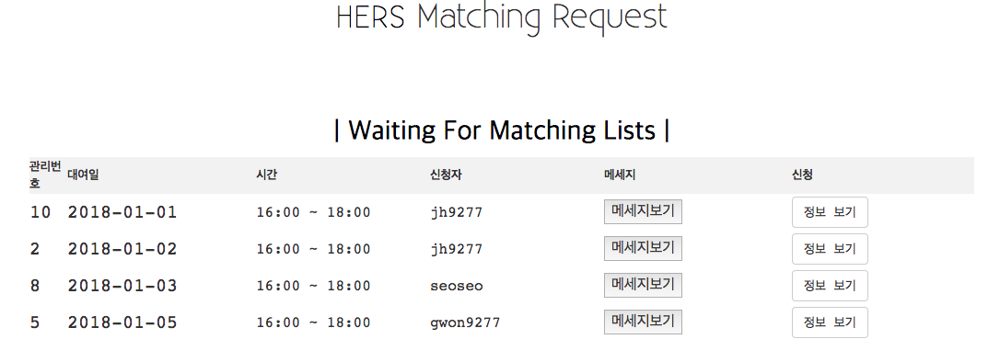 HERS Matching Request
| Waiting For Matching Lists |
관리번호 대여일 시간 신청자 메세지 신청
10 2018-01-01 16:00 ~ 18:00 jh9277 메세지보기 정보 보기
2 2018-01-02 16:00 ~ 18:00 jh9277 메세지보기 정보 보기
8 2018-01-03 16:00 ~ 18:00 seoseo 메세지보기 정보 보기
5 2018-01-05 16:00 ~ 18:00 gwon9277 메세지보기 정보 보기